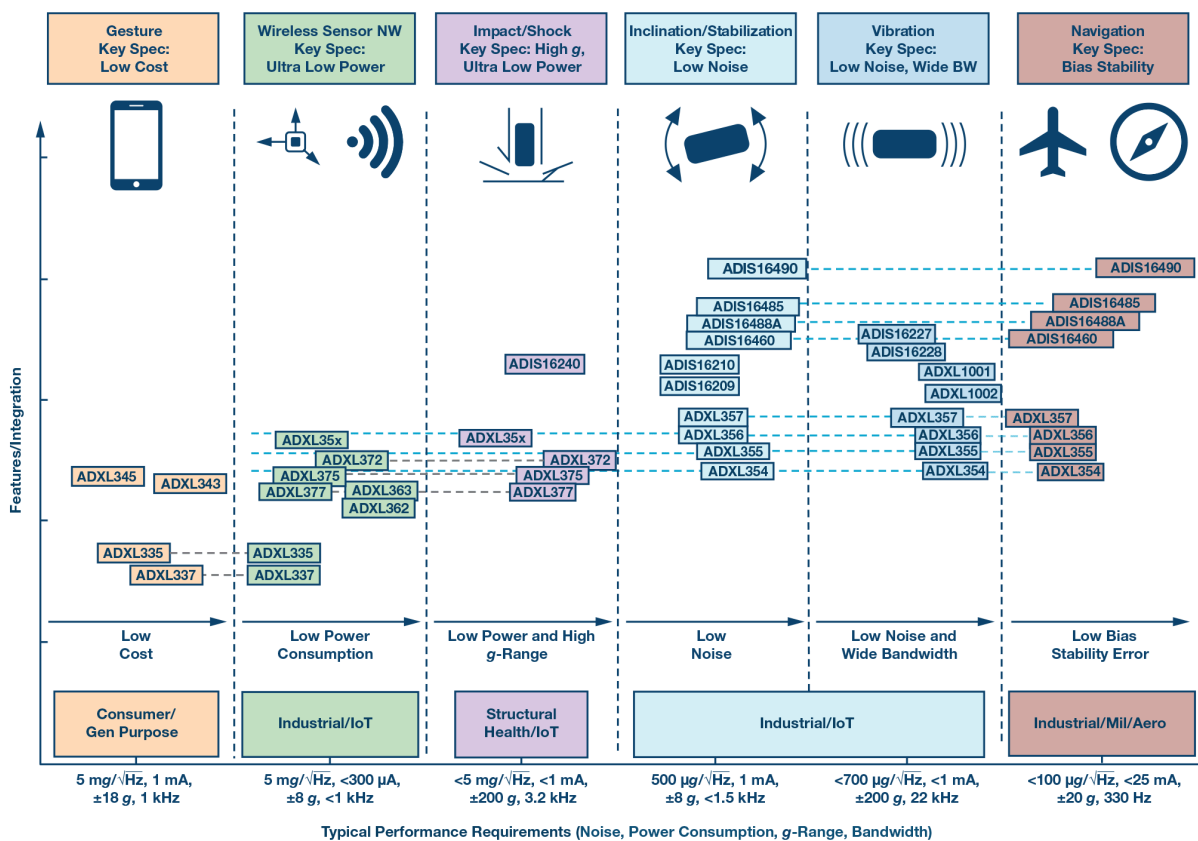 Gesture
Key Spec:
Low Cost
Wireless Sensor NW
Key Spec:
Ultra Low Power
Impact/Shock
Key Spec: High g,
Ultra Low Power
Inclination/Stabilization
Key Spec:
Low Noise
Vibration
Key Spec:
Low Noise, Wide BW
Navigation
Key Spec:
Bias Stability
Features/Integration
ADXL345
ADXL343
ADXL335
ADXL337
ADXL35x
ADXL372
ADXL375
ADXL377
ADXL363
ADXL362
ADXL335
ADXL337
ADIS16240
ADXL35x
ADXL372
ADXL375
ADXL377
ADIS16490
ADIS16485
ADIS16488A
ADIS16460
ADIS16210
ADIS16209
ADXL357
ADXL356
ADXL355
ADXL354
ADIS16227
ADIS16228
ADXL1001
ADXL1002
ADXL357
ADXL356
ADXL355
ADXL354
ADIS16490
ADIS16485
ADIS16488A
ADIS16460
ADXL357
ADXL356
ADXL355
ADXL354
Low
Cost
Low Power
Consumption
Low Power and High
g-Range
Low
Noise
Low Noise and
Wide Bandwidth
Low Bias
Stability Error
Consumer/
Gen Purpose
Industrial/IoT
Structural
Health/IoT
Industrial/IoT
Industrial/Mil/Aero
5 mg/√Hz, 1 mA,
±18 g, 1 kHz
5 mg/√Hz, <300 µA,
±8 g, <1 kHz
<5 mg/√Hz, <1 mA,
±200 g, 3.2 kHz
500 µg/√Hz, 1 mA,
±8 g, <1.5 kHz
<700 µg/√Hz, <1 mA,
±200 g, 22 kHz
<100 µg/√Hz, <25 mA,
±20 g, 330 Hz
Typical Performance Requirements (Noise, Power Consumption, g-Range, Bandwidth)